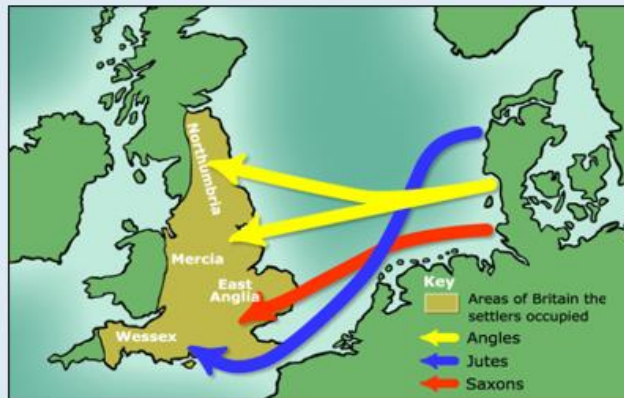 Northumbria
Mercia
East
Anglia
Wessex
Key
Areas of Britain the
settlers occupied
Angles
Jutes
Saxons